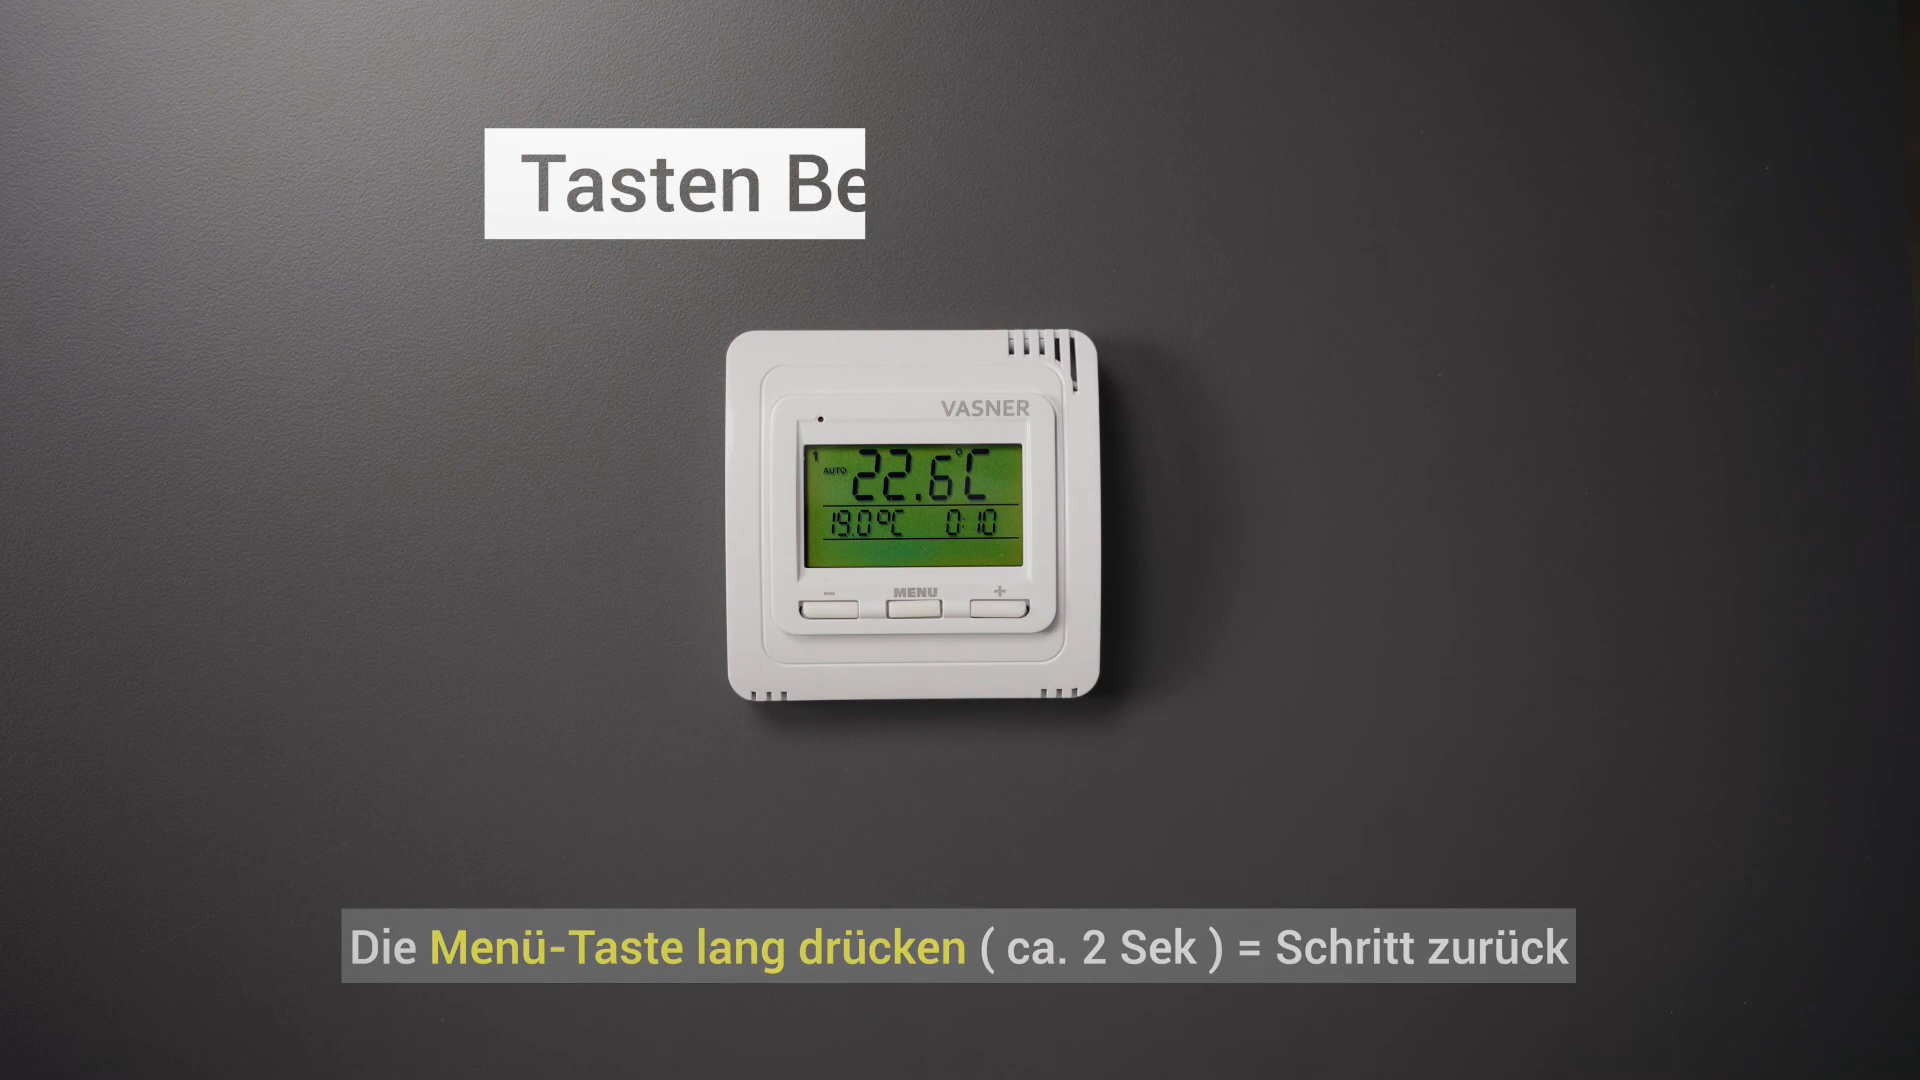 Tasten Be
VASNER
1
AUTO 22.6°C
19.0°C 0:10
– MENU +
Die Menü-Taste lang drücken ( ca. 2 Sek ) = Schritt zurück